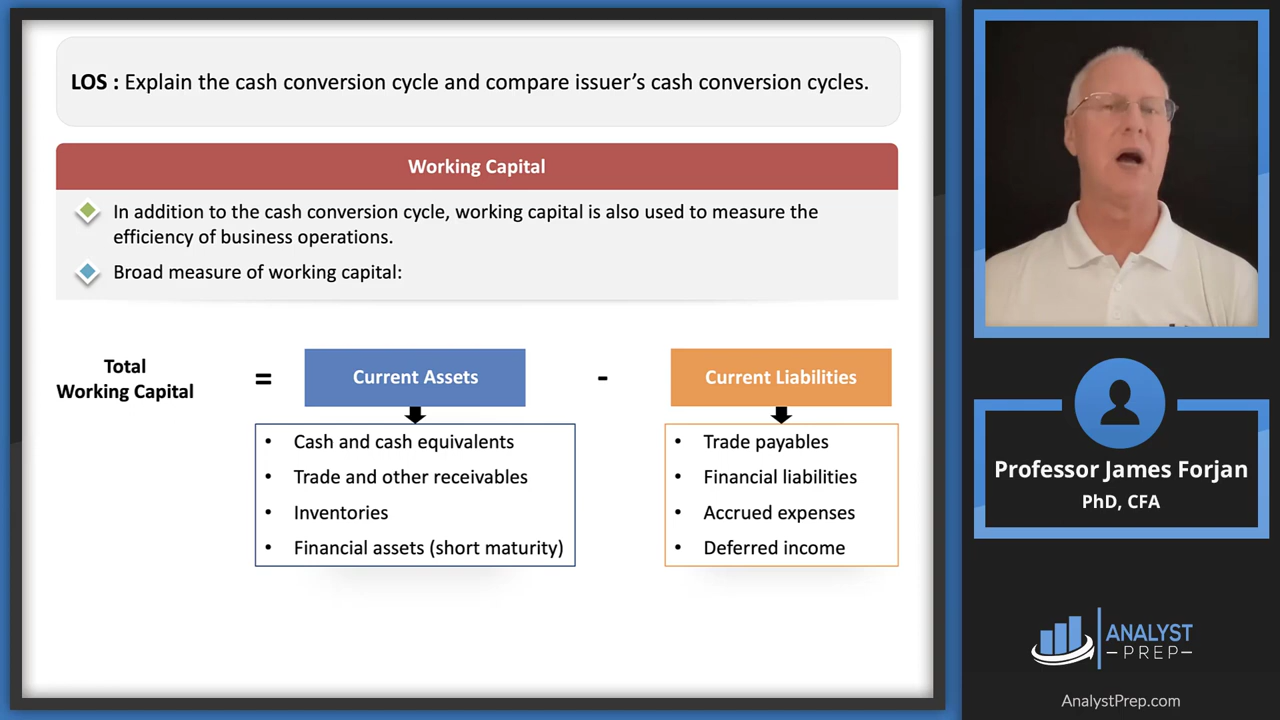 LOS : Explain the cash conversion cycle and compare issuer's cash conversion cycles.
Working Capital
In addition to the cash conversion cycle, working capital is also used to measure the
efficiency of business operations.
Broad measure of working capital:
Total
Working Capital
=
Current Assets
-
Current Liabilities
• Cash and cash equivalents
• Trade and other receivables
• Inventories
• Financial assets (short maturity)
• Trade payables
• Financial liabilities
• Accrued expenses
• Deferred income
Professor James Forjan
PhD, CFA
ANALYST
–PREP–
AnalystPrep.com